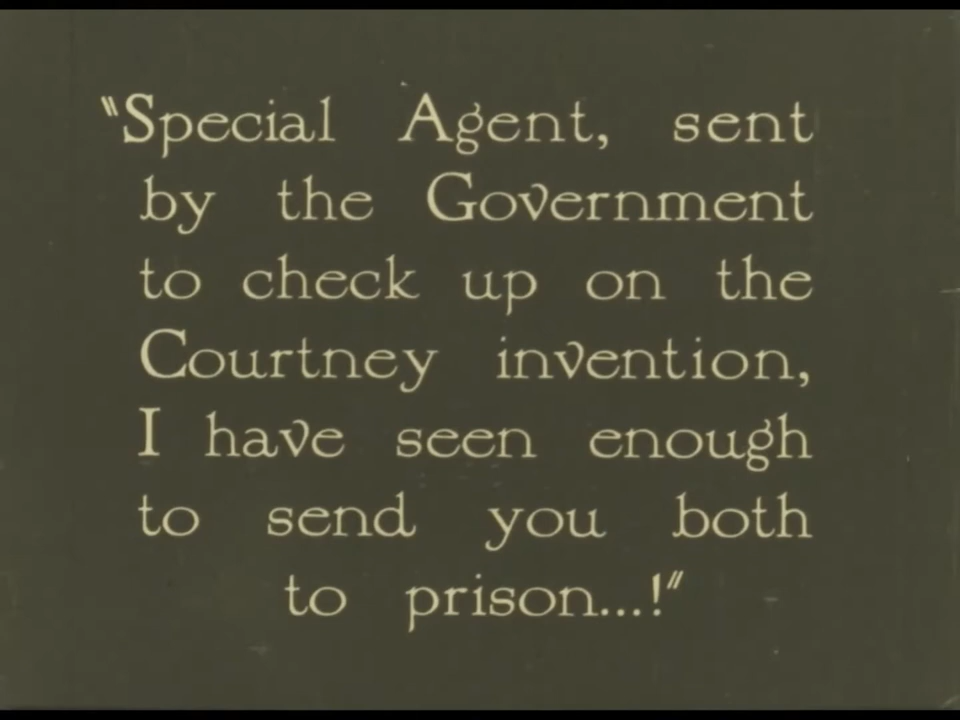 "Special Agent, sent
by the Government
to check up on the
Courtney invention,
I have seen enough
to send you both
to prison...!"